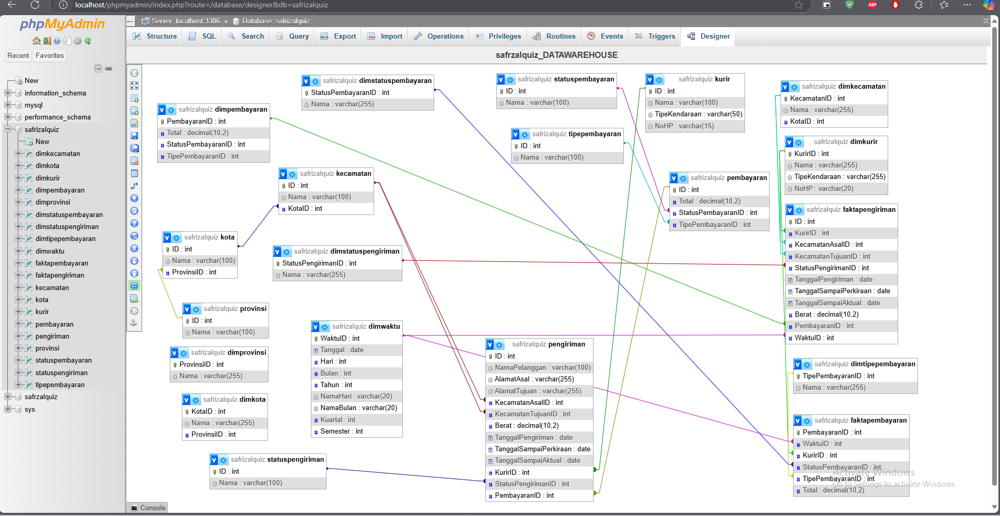 localhost/phpmyadmin/index.php?route=/database/designer&db=safrizalquiz
ABP
phpMyAdmin
Recent
Favorites
New
information_schema
mysql
performance_schema
safrizalquiz
New
dimkecamatan
dimkota
dimkurir
dimpembayaran
dimprovinsi
dimstatuspembayaran
dimstatuspengiriman
dimtipepembayaran
dimwaktu
faktapembayaran
faktapengiriman
kecamatan
kota
kurir
pembayaran
pengiriman
provinsi
statuspembayaran
statuspengiriman
tipepembayaran
safrzalquiz
sys
Server: localhost:3306 » Database: safrizalquiz
Structure
SQL
Search
Query
Export
Import
Operations
Privileges
Routines
Events
Triggers
Designer
safrzalquiz_DATAWAREHOUSE
safrizalquiz dimstatuspembayaran
StatusPembayaranID : int
Nama : varchar(255)
safrizalquiz dimpembayaran
PembayaranID : int
Total : decimal(10,2)
StatusPembayaranID : int
TipePembayaranID : int
safrizalquiz statuspembayaran
ID : int
Nama : varchar(100)
safrizalquiz kurir
ID : int
Nama : varchar(100)
TipeKendaraan : varchar(50)
NoHP : varchar(15)
safrizalquiz dimkecamatan
KecamatanID : int
Nama : varchar(255)
KotaID : int
safrizalquiz tipepembayaran
ID : int
Nama : varchar(100)
safrizalquiz dimkurir
KurirID : int
Nama : varchar(255)
TipeKendaraan : varchar(255)
NoHP : varchar(20)
safrizalquiz kecamatan
ID : int
Nama : varchar(100)
KotaID : int
safrizalquiz pembayaran
ID : int
Total : decimal(10,2)
StatusPembayaranID : int
TipePembayaranID : int
safrizalquiz faktapengiriman
ID : int
KurirID : int
KecamatanAsalID : int
KecamatanTujuanID : int
StatusPengirimanID : int
TanggalPengiriman : date
TanggalSampaiPerkiraan : date
TanggalSampaiAktual : date
Berat : decimal(10,2)
PembayaranID : int
WaktuID : int
safrizalquiz kota
ID : int
Nama : varchar(100)
ProvinsiID : int
safrizalquiz dimstatuspengiriman
StatusPengirimanID : int
Nama : varchar(255)
safrizalquiz provinsi
ID : int
Nama : varchar(100)
safrizalquiz dimwaktu
WaktuID : int
Tanggal : date
Hari : int
Bulan : int
Tahun : int
NamaHari : varchar(20)
NamaBulan : varchar(20)
Kuartal : int
Semester : int
safrizalquiz pengiriman
ID : int
NamaPelanggan : varchar(100)
AlamatAsal : varchar(255)
AlamatTujuan : varchar(255)
KecamatanAsalID : int
KecamatanTujuanID : int
Berat : decimal(10,2)
TanggalPengiriman : date
TanggalSampaiPerkiraan : date
TanggalSampaiAktual : date
KurirID : int
StatusPengirimanID : int
PembayaranID : int
safrizalquiz dimprovinsi
ProvinsiID : int
Nama : varchar(255)
safrizalquiz dimtipepembayaran
TipePembayaranID : int
Nama : varchar(255)
safrizalquiz dimkota
KotaID : int
Nama : varchar(255)
ProvinsiID : int
safrizalquiz faktapembayaran
PembayaranID : int
WaktuID : int
KurirID : int
StatusPembayaranID : int
TipePembayaranID : int
Total : decimal(10,2)
safrizalquiz statuspengiriman
ID : int
Nama : varchar(100)
Activate Windows
Go to Settings to activate Windows.
Console